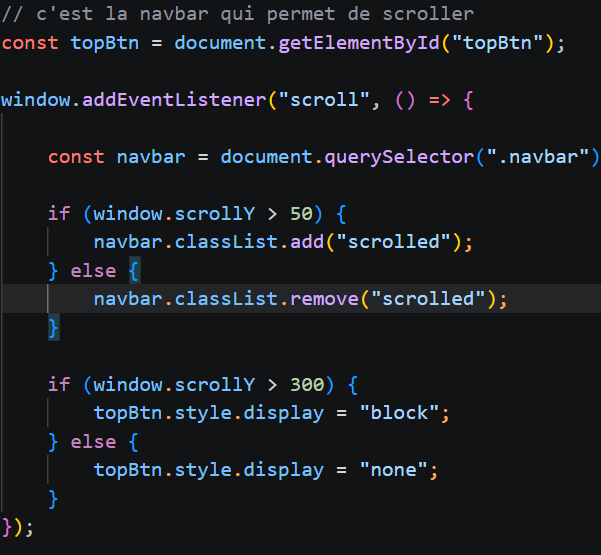 // c'est la navbar qui permet de scroller
const topBtn = document.getElementById("topBtn");
window.addEventListener("scroll", () => {
const navbar = document.querySelector(".navbar")
if (window.scrollY > 50) {
navbar.classList.add("scrolled");
} else {
navbar.classList.remove("scrolled");
}
if (window.scrollY > 300) {
topBtn.style.display = "block";
} else {
topBtn.style.display = "none";
}
});